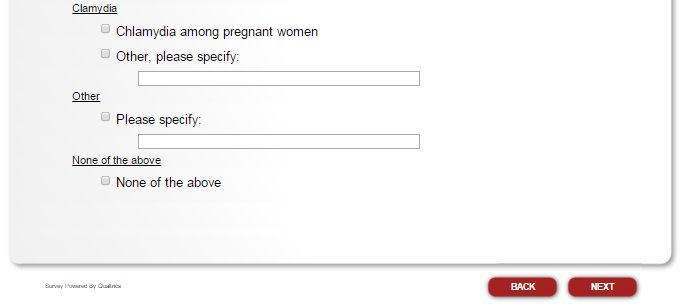 Clamydia
Chlamydia among pregnant women
Other, please specify:
Other
Please specify:
None of the above
None of the above
Survey Powered By Qualtrics
BACK NEXT